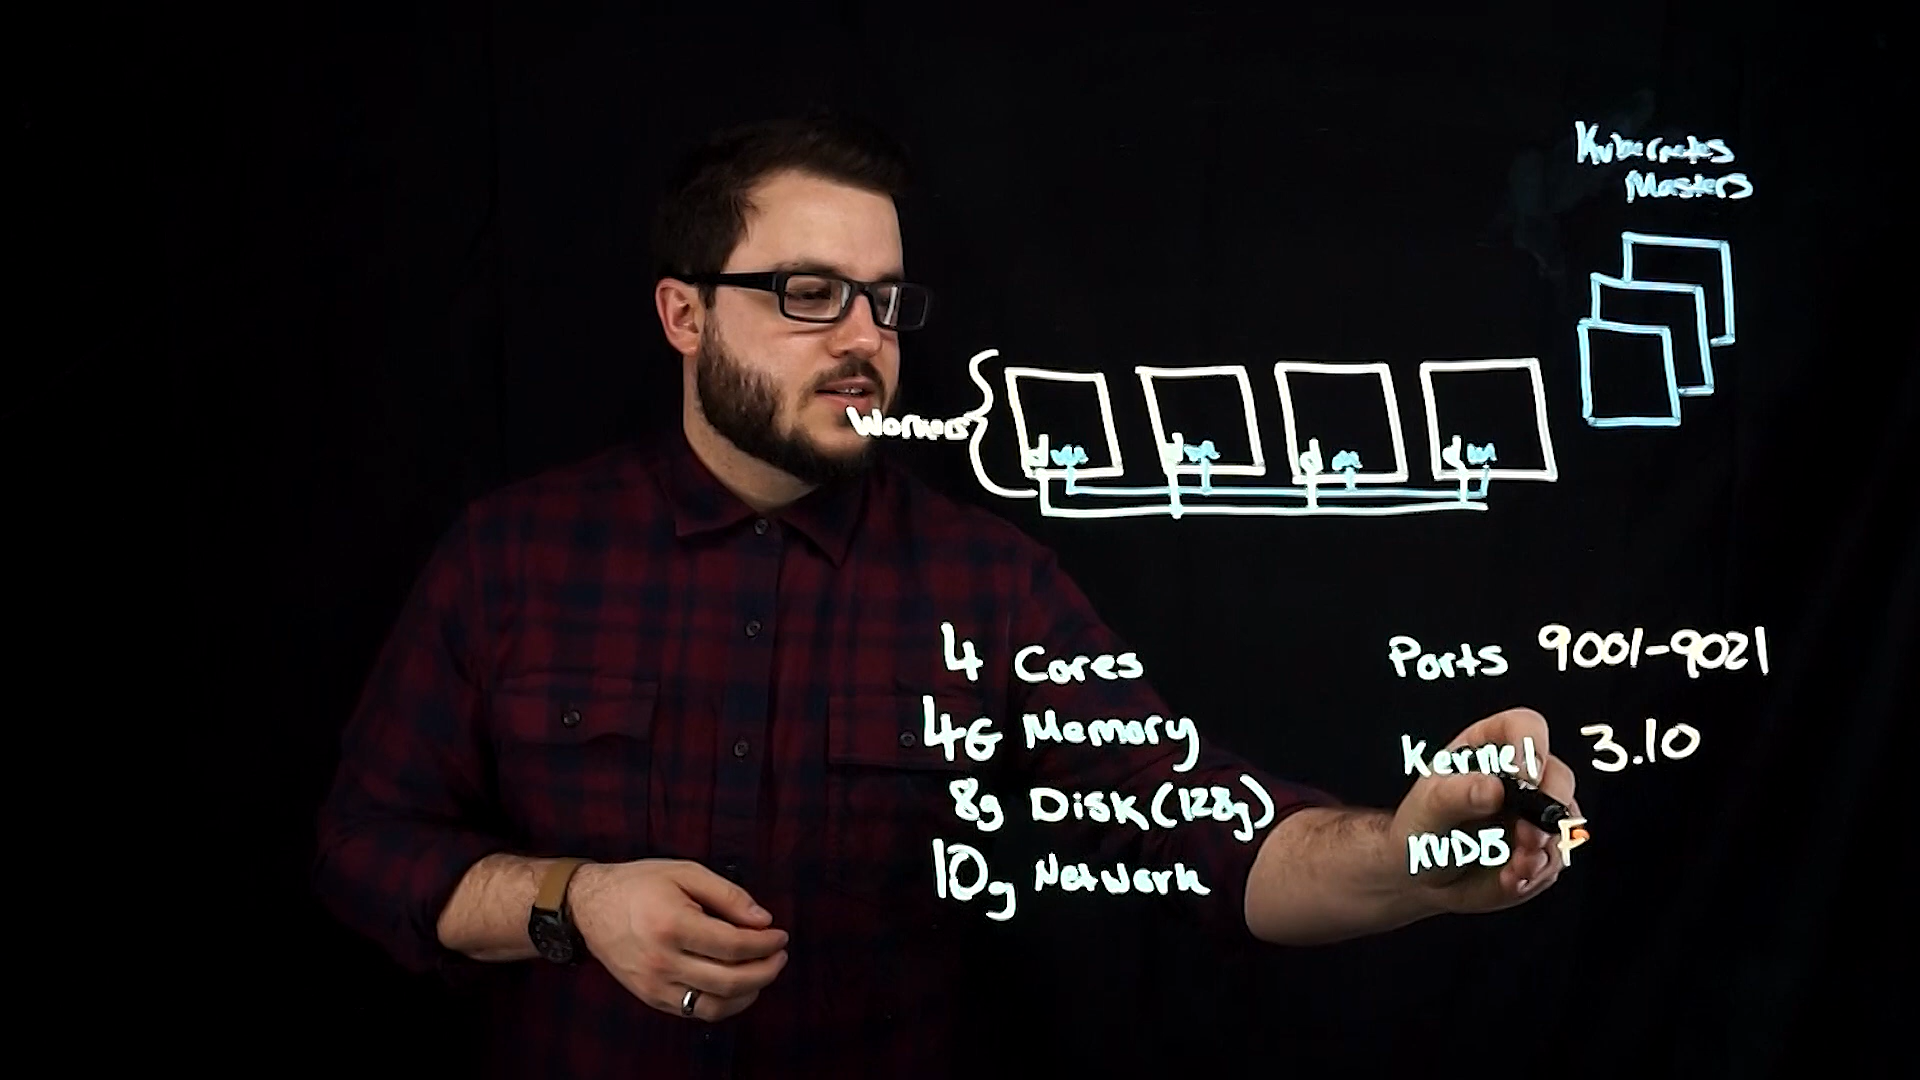 Kubernetes
Masters
Workers
d m
d m
d m
d m
4 Cores
4G Memory
8g Disk (128g)
10g Network
Ports 9001-9021
Kernel 3.10
KVDB F